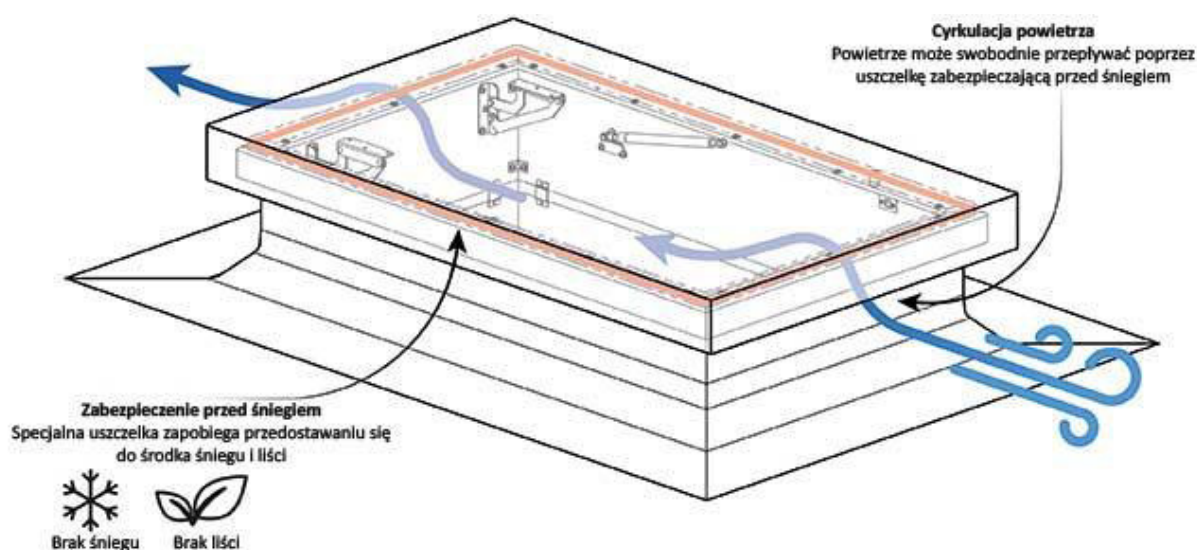 Cyrkulacja powietrza
Powietrze może swobodnie przepływać poprzez
uszczelkę zabezpieczającą przed śniegiem
Zabezpieczenie przed śniegiem
Specjalna uszczelka zapobiega przedostawaniu się
do środka śniegu i liści
Brak śniegu
Brak liści